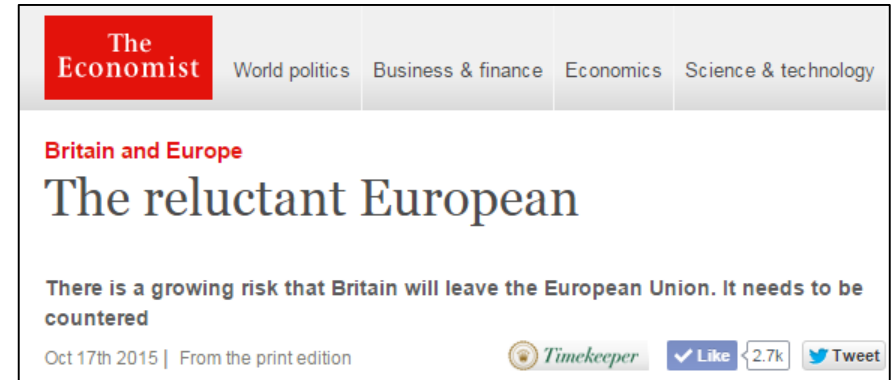 The
Economist
World politics Business & finance Economics Science & technology
Britain and Europe
The reluctant European
There is a growing risk that Britain will leave the European Union. It needs to be
countered
Oct 17th 2015 | From the print edition Timekeeper Like 2.7k Tweet